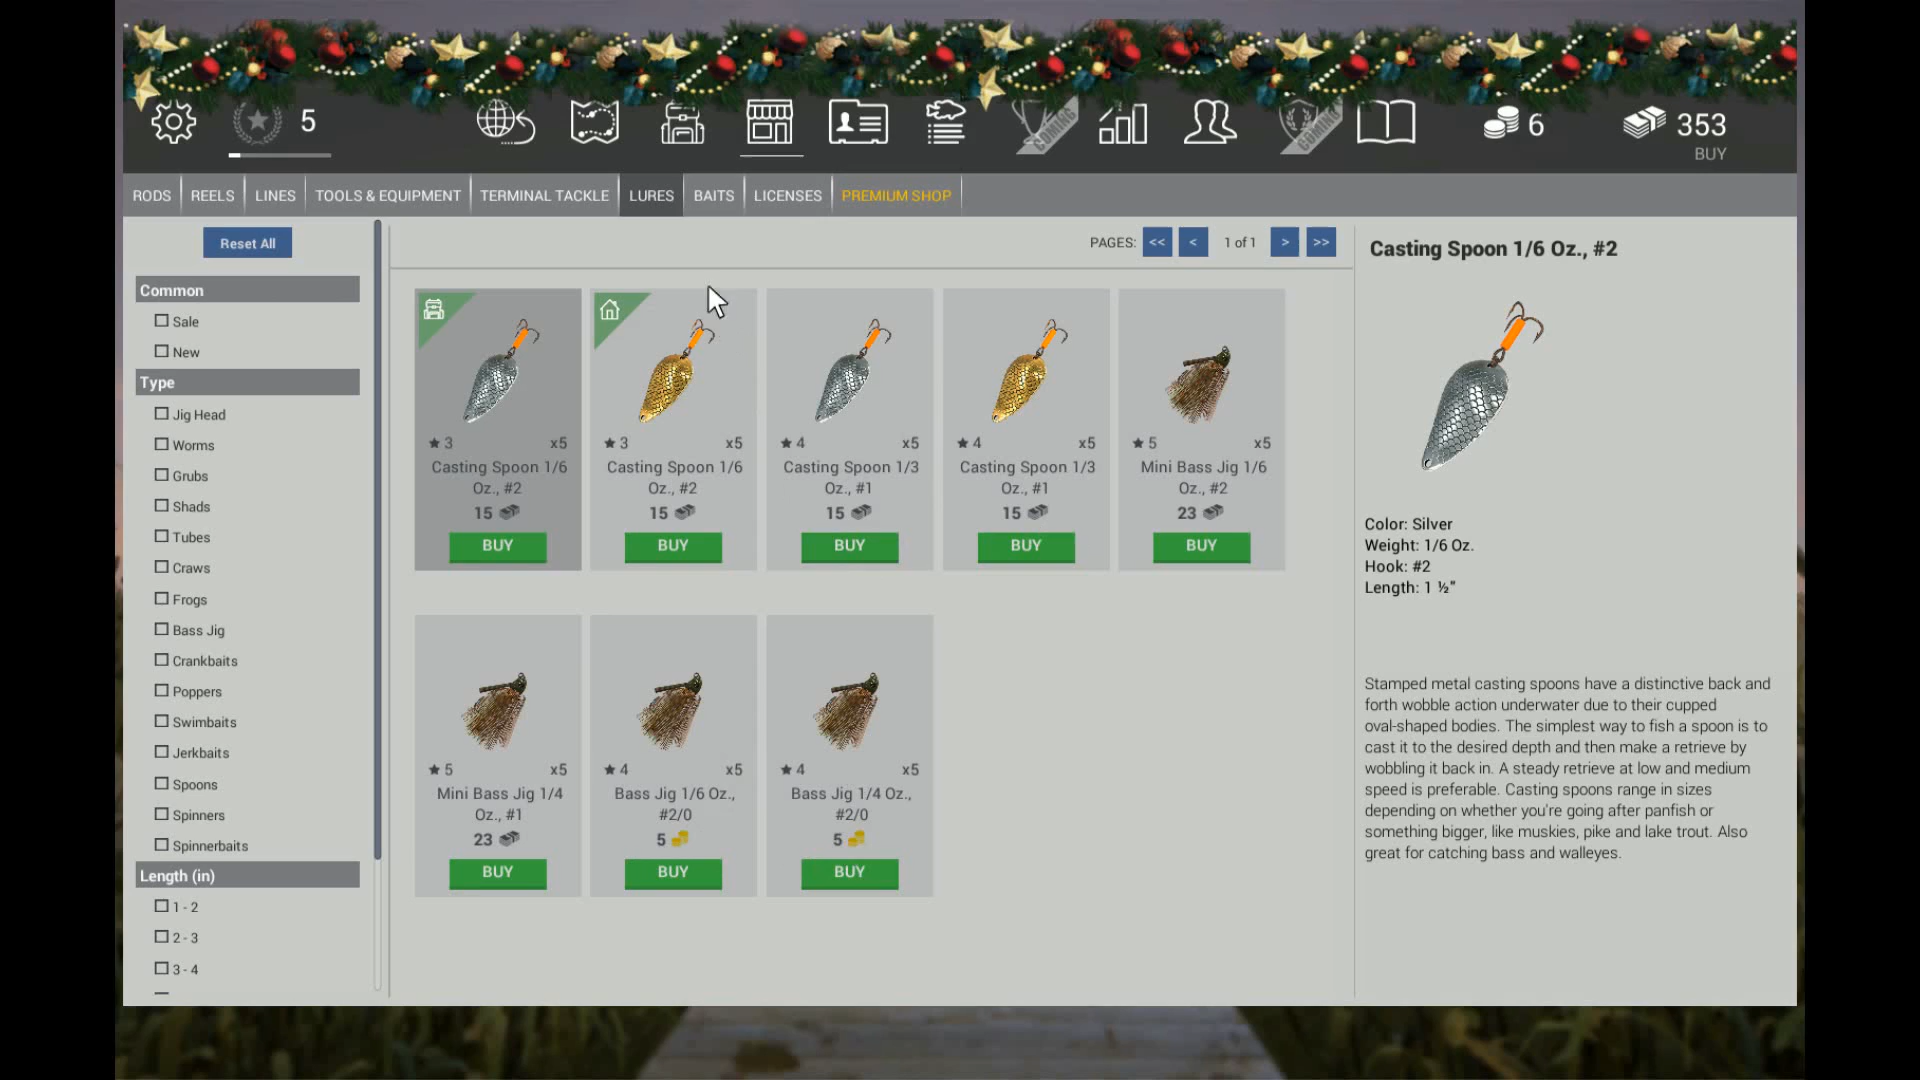 5
COMING
COMING
6
353
BUY
RODS REELS LINES TOOLS & EQUIPMENT TERMINAL TACKLE LURES BAITS LICENSES PREMIUM SHOP
Reset All
Common
Sale
New
Type
Jig Head
Worms
Grubs
Shads
Tubes
Craws
Frogs
Bass Jig
Crankbaits
Poppers
Swimbaits
Jerkbaits
Spoons
Spinners
Spinnerbaits
Length (in)
1 - 2
2 - 3
3 - 4
PAGES: << < 1 of 1 > >>
3 x5
Casting Spoon 1/6
Oz., #2
15
BUY
3 x5
Casting Spoon 1/6
Oz., #2
15
BUY
4 x5
Casting Spoon 1/3
Oz., #1
15
BUY
4 x5
Casting Spoon 1/3
Oz., #1
15
BUY
5 x5
Mini Bass Jig 1/6
Oz., #2
23
BUY
5 x5
Mini Bass Jig 1/4
Oz., #1
23
BUY
4 x5
Bass Jig 1/6 Oz.,
#2/0
5
BUY
4 x5
Bass Jig 1/4 Oz.,
#2/0
5
BUY
Casting Spoon 1/6 Oz., #2
Color: Silver
Weight: 1/6 Oz.
Hook: #2
Length: 1 ½"
Stamped metal casting spoons have a distinctive back and
forth wobble action underwater due to their cupped
oval-shaped bodies. The simplest way to fish a spoon is to
cast it to the desired depth and then make a retrieve by
wobbling it back in. A steady retrieve at low and medium
speed is preferable. Casting spoons range in sizes
depending on whether you're going after panfish or
something bigger, like muskies, pike and lake trout. Also
great for catching bass and walleyes.